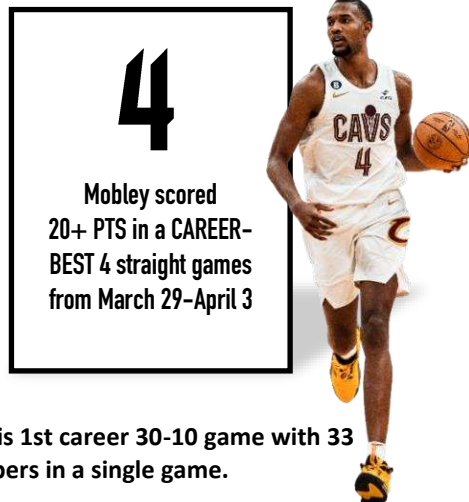 4
Mobley scored
20+ PTS in a CAREER-
BEST 4 straight games
from March 29-April 3
CAVS
4
is 1st career 30-10 game with 33
pers in a single game.